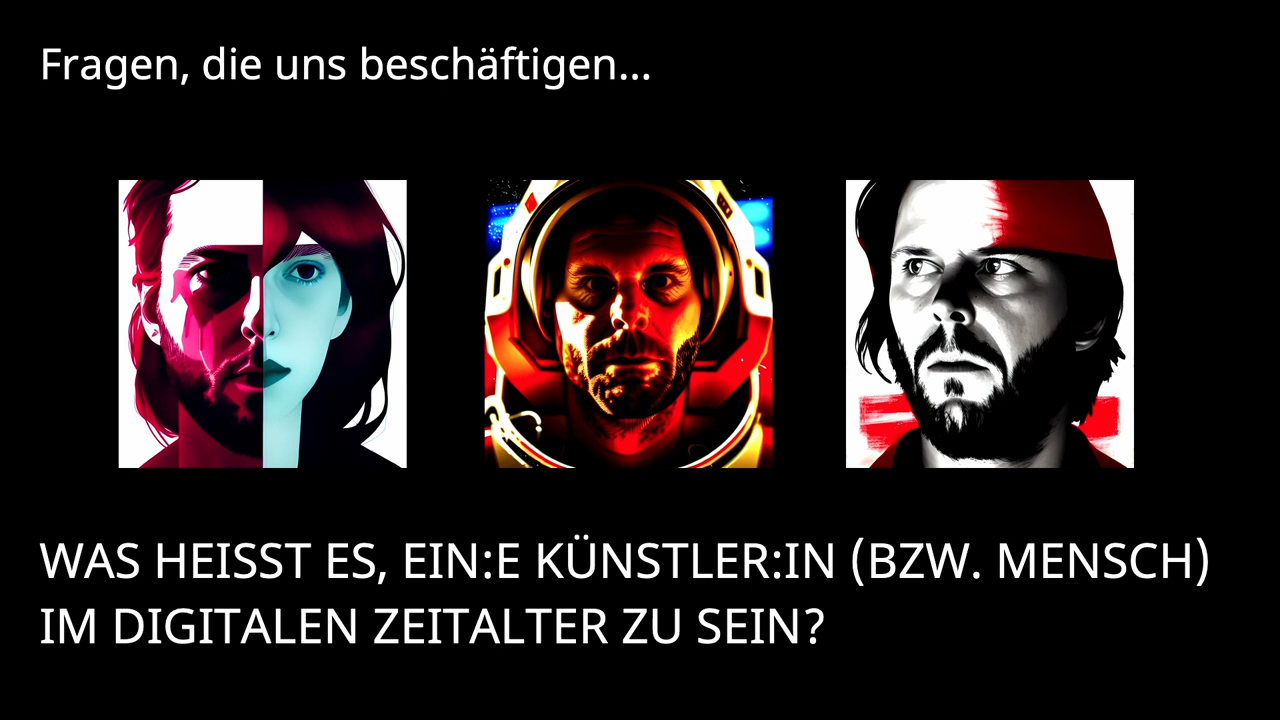 Fragen, die uns beschäftigen...
WAS HEISST ES, EIN:E KÜNSTLER:IN (BZW. MENSCH)
IM DIGITALEN ZEITALTER ZU SEIN?